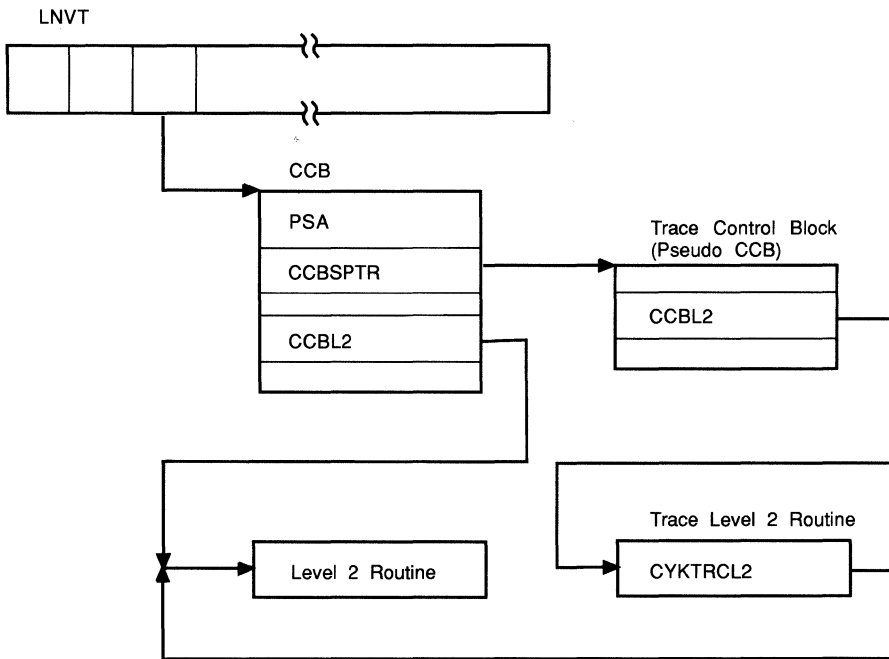 LNVT
CCB
PSA
CCBSPTR
CCBL2
Trace Control Block
(Pseudo CCB)
CCBL2
Level 2 Routine
Trace Level 2 Routine
CYKTRCL2